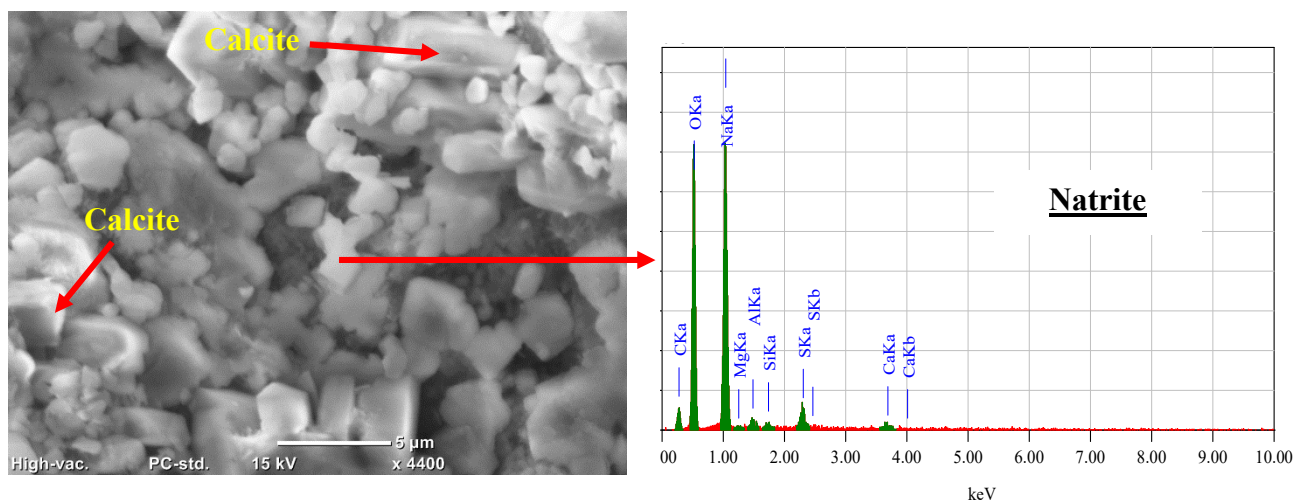 Calcite
Calcite
5 µm
High-vac. PC-std. 15 kV x 4400
Natrite
CKa
OKa
NaKa
MgKa
AlKa
SiKa
SKa
SKb
CaKa
CaKb
00 1.00 2.00 3.00 4.00 5.00 6.00 7.00 8.00 9.00 10.00
keV